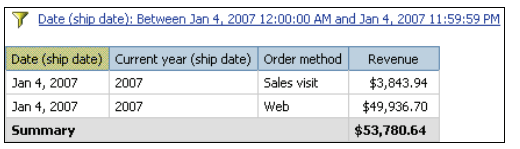 Date (ship date): Between Jan 4, 2007 12:00:00 AM and Jan 4, 2007 11:59:59 PM
Date (ship date) Current year (ship date) Order method Revenue
Jan 4, 2007 2007 Sales visit $3,843.94
Jan 4, 2007 2007 Web $49,936.70
Summary $53,780.64